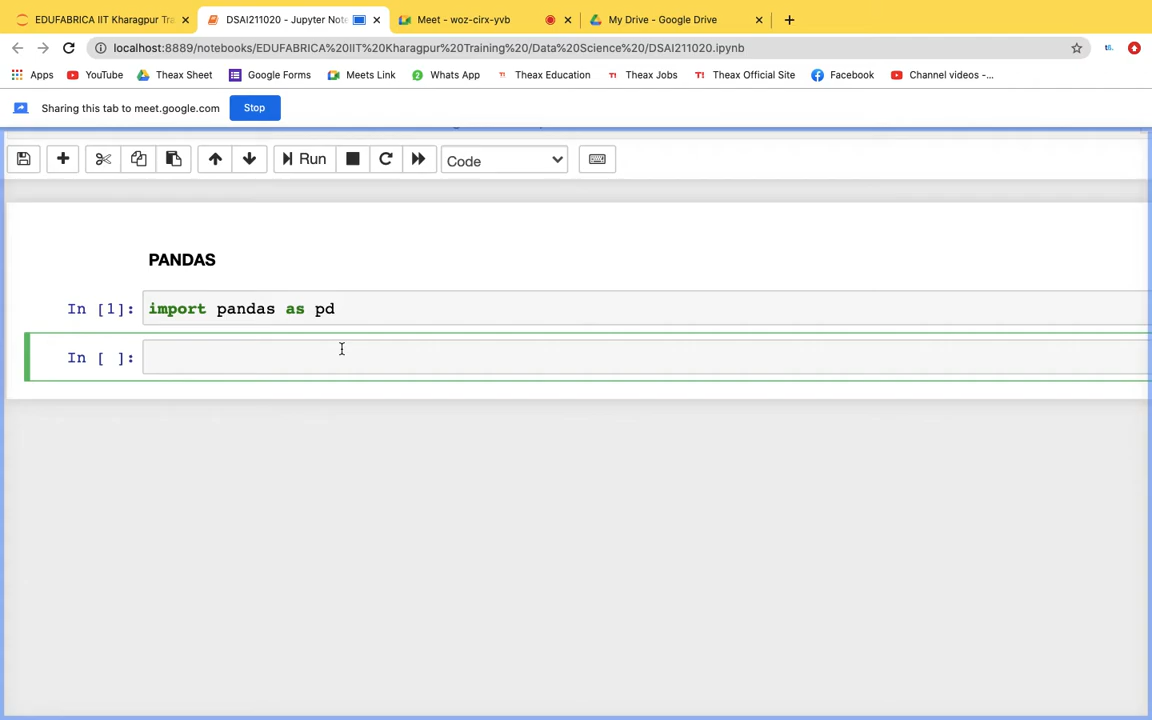 EDUFABRICA IIT Kharagpur Tra
DSAI211020 - Jupyter Note
Meet - woz-cirx-yvb
My Drive - Google Drive
localhost:8889/notebooks/EDUFABRICA%20IIT%20Kharagpur%20Training%20/Data%20Science%20/DSAI211020.ipynb
Apps
YouTube
Theax Sheet
Google Forms
Meets Link
Whats App
Theax Education
Theax Jobs
Theax Official Site
Facebook
Channel videos -...
Sharing this tab to meet.google.com
Stop
Run
Code
PANDAS
In [1]: import pandas as pd
In [ ]: